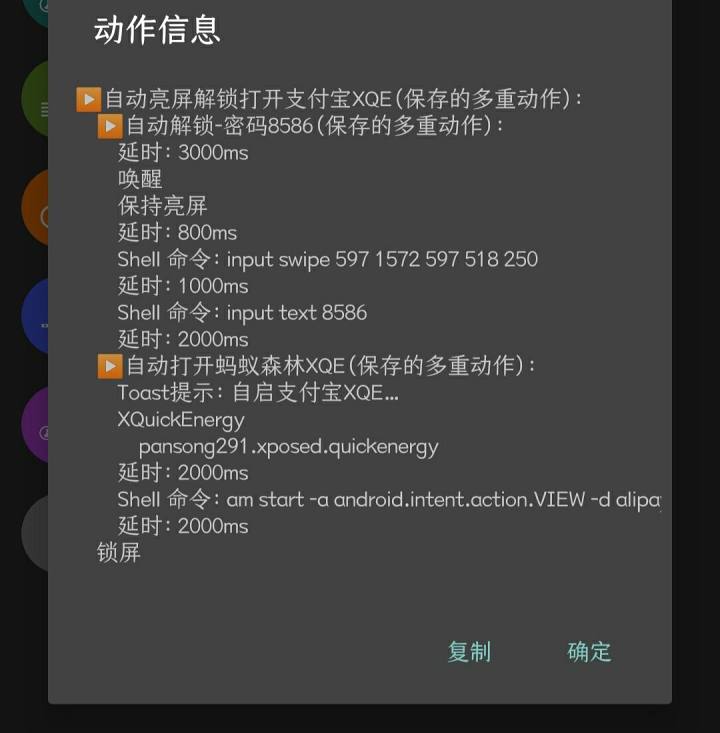 动作信息
自动亮屏解锁打开支付宝XQE(保存的多重动作):
自动解锁-密码8586(保存的多重动作):
延时: 3000ms
唤醒
保持亮屏
延时: 800ms
Shell 命令: input swipe 597 1572 597 518 250
延时: 1000ms
Shell 命令: input text 8586
延时: 2000ms
自动打开蚂蚁森林XQE(保存的多重动作):
Toast提示: 自启支付宝XQE...
XQuickEnergy
pansong291.xposed.quickenergy
延时: 2000ms
Shell 命令: am start -a android.intent.action.VIEW -d alipa
延时: 2000ms
锁屏
复制 确定